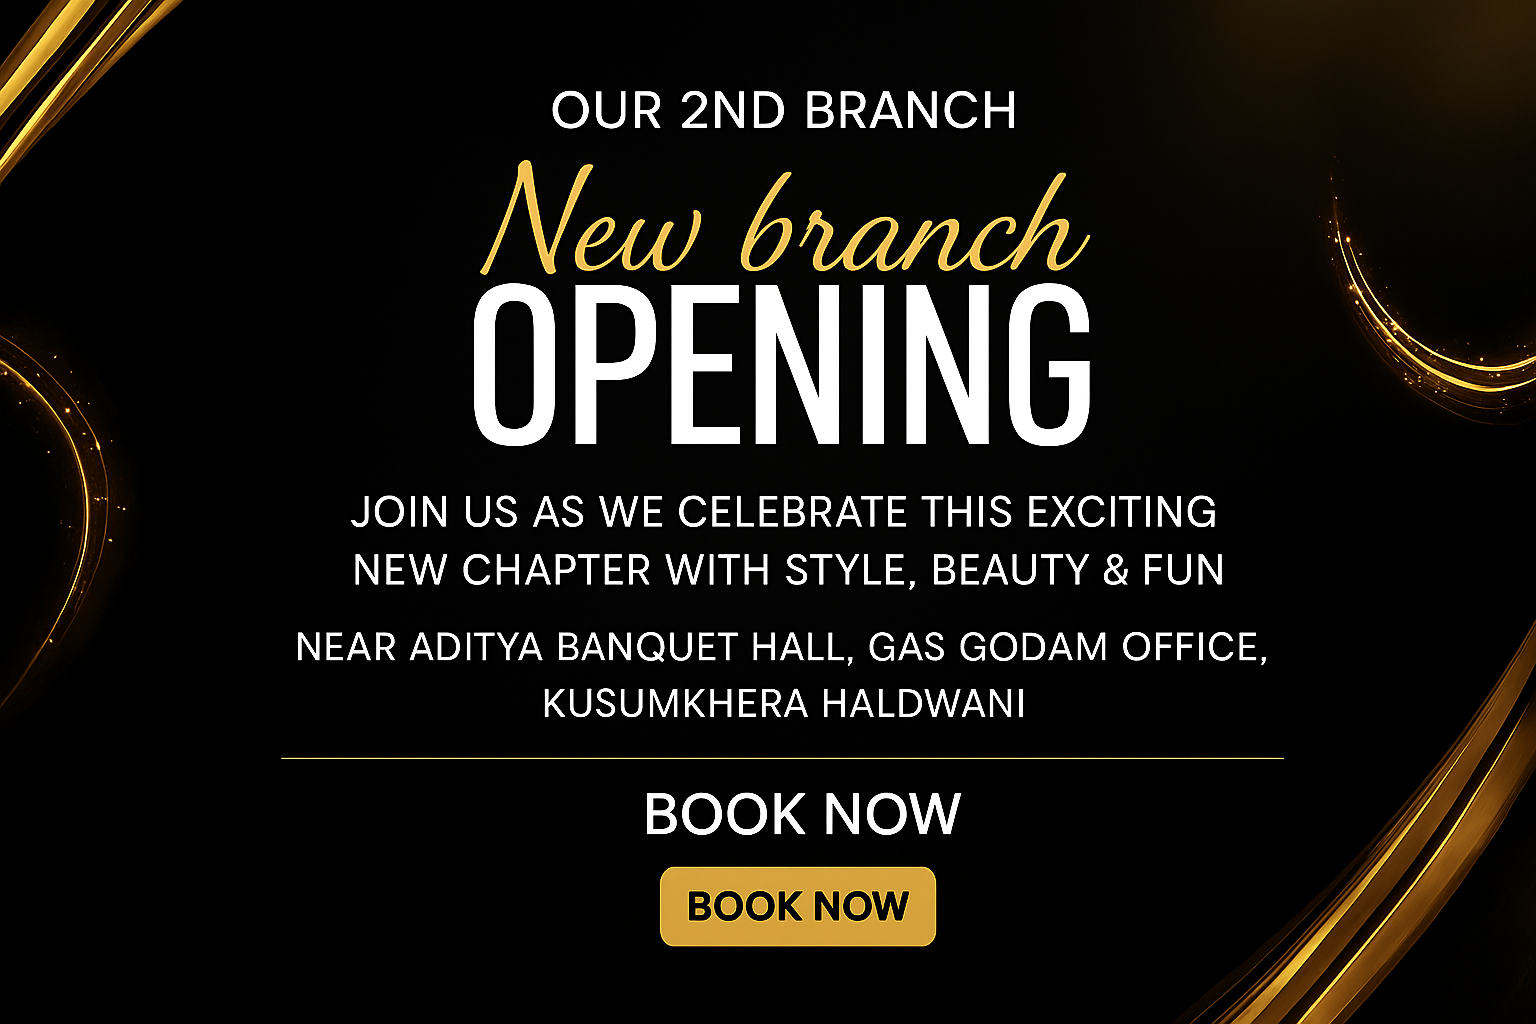 OUR 2ND BRANCH
New branch
OPENING
JOIN US AS WE CELEBRATE THIS EXCITING
NEW CHAPTER WITH STYLE, BEAUTY & FUN
NEAR ADITYA BANQUET HALL, GAS GODAM OFFICE,
KUSUMKHERA HALDWANI
BOOK NOW
BOOK NOW